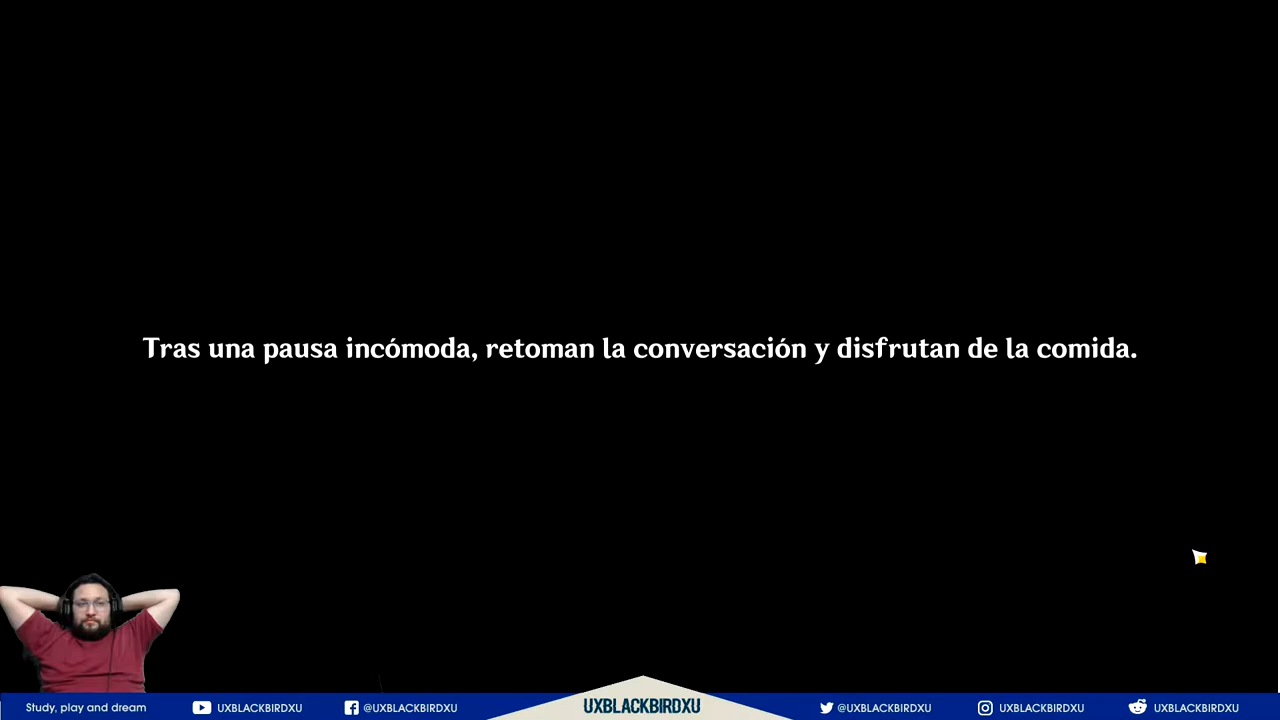 Tras una pausa incómoda, retoman la conversación y disfrutan de la comida.
Study, play and dream
UXBLACKBIRDXU
@UXBLACKBIRDXU
UXBLACKBIRDXU
@UXBLACKBIRDXU
UXBLACKBIRDXU
UXBLACKBIRDXU